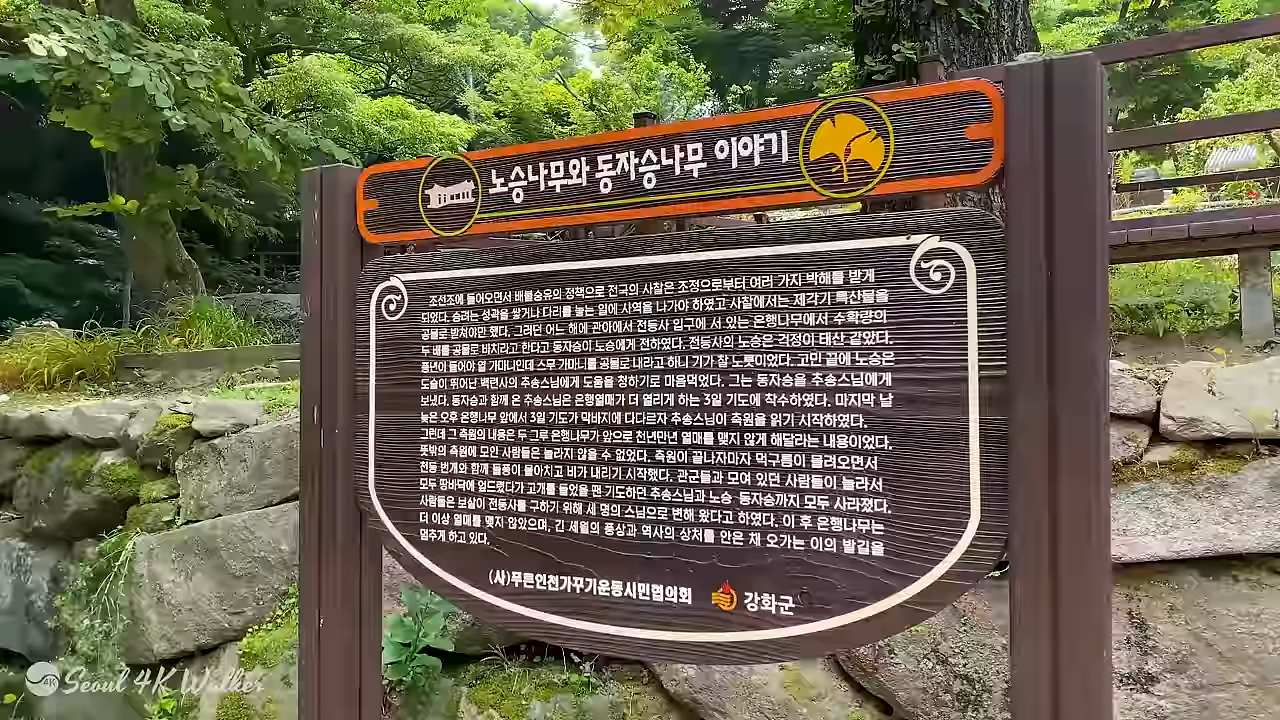 노승나무와 동자승나무 이야기
조선조에 들어오면서 배불숭유의 정책으로 전국의 사찰은 조정으로부터 여러 가지 박해를 받게
되었다. 승려는 성곽을 쌓거나 다리를 놓는 일에 사역을 나가야 하였고 사찰에서는 제각기 특산물을
공물로 받쳐야만 했다. 그러던 어느 해에 관아에서 전등사 입구에 서 있는 은행나무에서 수확량의
두 배를 공물로 바치라고 한다고 동자승이 노승에게 전하였다. 전등사의 노승은 걱정이 태산 같았다.
풍년이 들어야 열 가마니인데 스무 가마니를 공물로 내라고 하니 기가 찰 노릇이었다. 고민 끝에 노승은
도술이 뛰어난 백련사의 추송스님에게 도움을 청하기로 마음먹었다. 그는 동자승을 추송스님에게
보냈다. 동자승과 함께 온 추송스님은 은행열매가 더 열리게 하는 3일 기도에 착수하였다. 마지막 날
늦은 오후 은행나무 앞에서 3일 기도가 막바지에 다다르자 추송스님이 축원을 읽기 시작하였다.
그런데 그 축원의 내용은 두 그루 은행나무가 앞으로 천년만년 열매를 맺지 않게 해달라는 내용이었다.
뜻밖의 축원에 모인 사람들은 놀라지 않을 수 없었다. 축원이 끝나자마자 먹구름이 몰려오면서
천둥 번개와 함께 돌풍이 몰아치고 비가 내리기 시작했다. 관군들과 모여 있던 사람들이 놀라서
모두 땅바닥에 엎드렸다가 고개를 들었을 땐 기도하던 추송스님과 노승 동자승까지 모두 사라졌다.
사람들은 보살이 전등사를 구하기 위해 세 명의 스님으로 변해 왔다고 하였다. 이 후 은행나무는
더 이상 열매를 맺지 않았으며, 긴 세월의 풍상과 역사의 상처를 안은 채 오가는 이의 발길을
멈추게 하고 있다.
(사)푸른인천가꾸기운동시민협의회 강화군
4K Seoul 4K Walker